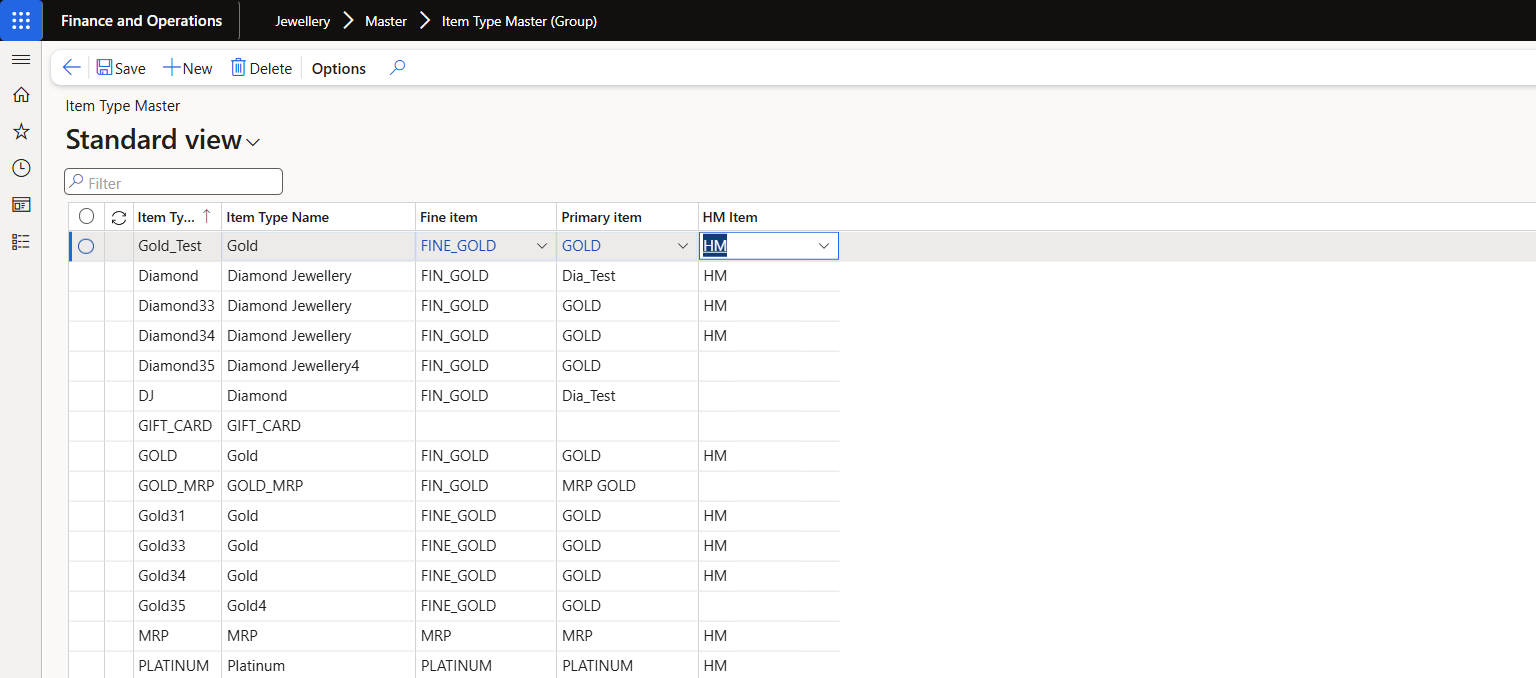 Finance and Operations Jewellery Master Item Type Master (Group)
Save New Delete Options
Item Type Master
Standard view
Filter
Item Ty... Item Type Name Fine item Primary item HM Item
Gold_Test Gold FINE_GOLD GOLD HM
Diamond Diamond Jewellery FIN_GOLD Dia_Test HM
Diamond33 Diamond Jewellery FIN_GOLD GOLD HM
Diamond34 Diamond Jewellery FIN_GOLD GOLD HM
Diamond35 Diamond Jewellery4 FIN_GOLD GOLD
DJ Diamond FIN_GOLD Dia_Test
GIFT_CARD GIFT_CARD
GOLD Gold FIN_GOLD GOLD HM
GOLD_MRP GOLD_MRP FIN_GOLD MRP GOLD
Gold31 Gold FINE_GOLD GOLD HM
Gold33 Gold FINE_GOLD GOLD HM
Gold34 Gold FINE_GOLD GOLD HM
Gold35 Gold4 FINE_GOLD GOLD
MRP MRP MRP MRP HM
PLATINUM Platinum PLATINUM PLATINUM HM